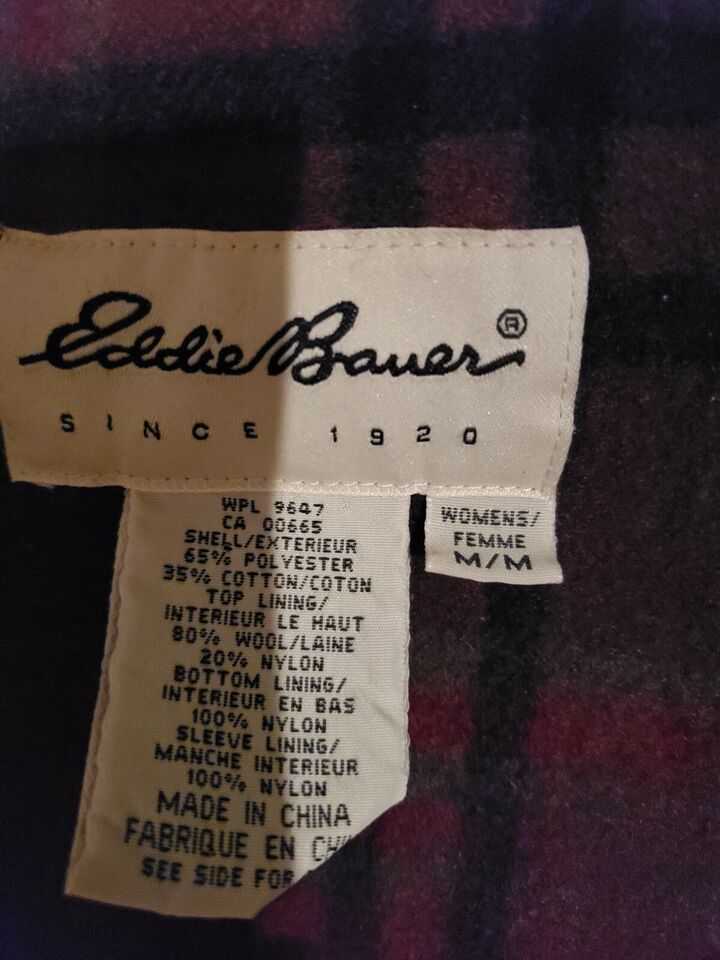 Eddie Bauer®
SINCE 1920
WPL 9647
CA 00665
SHELL/EXTERIEUR
65% POLYESTER
35% COTTON/COTON
TOP LINING/
INTERIEUR LE HAUT
80% WOOL/LAINE
20% NYLON
BOTTOM LINING/
INTERIEUR EN BAS
100% NYLON
SLEEVE LINING/
MANCHE INTERIEUR
100% NYLON
MADE IN CHINA
FABRIQUE EN
SEE SIDE FOR
WOMENS/
FEMME
M/M